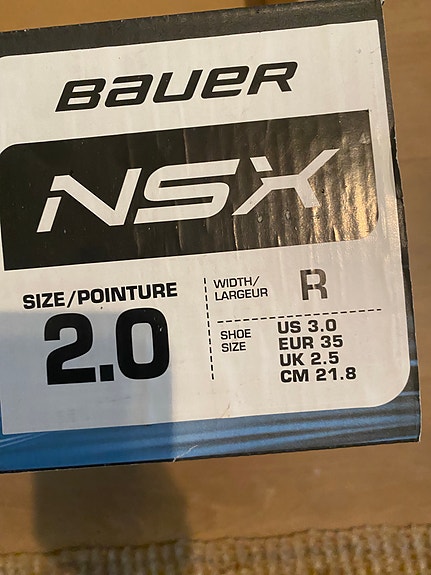 BAUER
NSX
SIZE/POINTURE
2.0
WIDTH/
LARGEUR
R
SHOE
SIZE
US 3.0
EUR 35
UK 2.5
CM 21.8